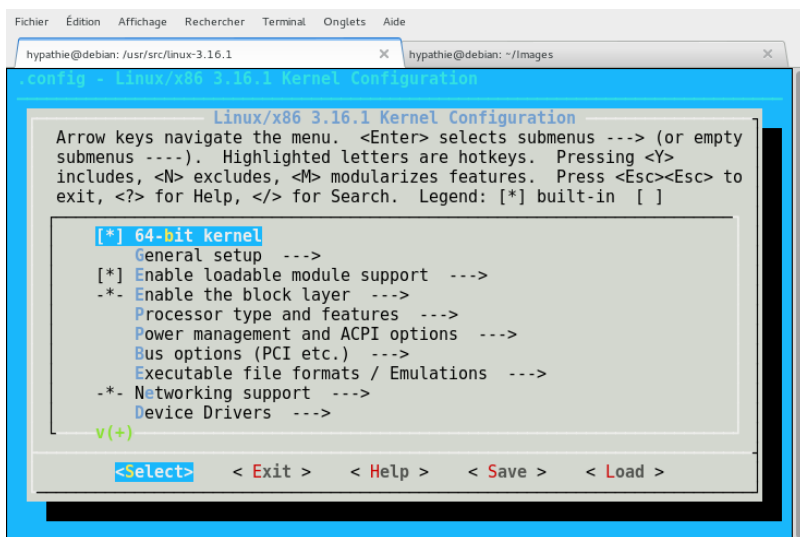 Fichier Édition Affichage Rechercher Terminal Onglets Aide
hypathie@debian: /usr/src/linux-3.16.1 × hypathie@debian: ~/Images ×
.config - Linux/x86 3.16.1 Kernel Configuration
Linux/x86 3.16.1 Kernel Configuration
Arrow keys navigate the menu.  <Enter> selects submenus ---> (or empty
submenus ----).  Highlighted letters are hotkeys.  Pressing <Y>
includes, <N> excludes, <M> modularizes features.  Press <Esc><Esc> to
exit, <?> for Help, </> for Search.  Legend: [*] built-in  [ ]
[*] 64-bit kernel
General setup  --->
[*] Enable loadable module support  --->
-*- Enable the block layer  --->
Processor type and features  --->
Power management and ACPI options  --->
Bus options (PCI etc.)  --->
Executable file formats / Emulations  --->
-*- Networking support  --->
Device Drivers  --->
v(+)
<Select> < Exit > < Help > < Save > < Load >